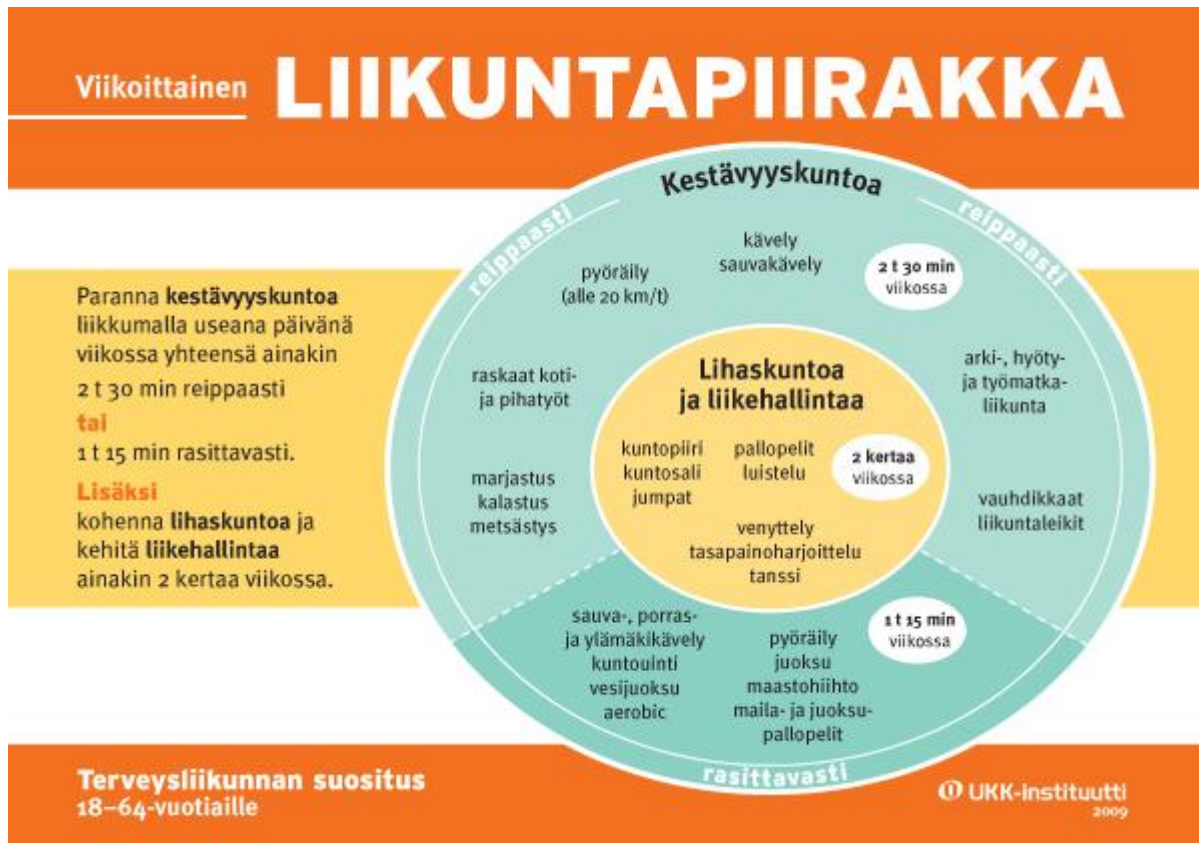 Viikoittainen LIIKUNTAPIIRAKKA
Paranna kestävyyskuntoa
liikkumalla useana päivänä
viikossa yhteensä ainakin
2 t 30 min reippaasti
tai
1 t 15 min rasittavasti.
Lisäksi
kohenna lihaskuntoa ja
kehitä liikehallintaa
ainakin 2 kertaa viikossa.
Kestävyyskuntoa
reippaasti
reippaasti
kävely
sauvakävely
2 t 30 min
viikossa
pyöräily
(alle 20 km/t)
raskaat koti-
ja pihatyöt
marjastus
kalastus
metsästys
arki-, hyöty-
ja työmatka-
liikunta
vauhdikkaat
liikuntaleikit
Lihaskuntoa
ja liikehallintaa
kuntopiiri
kuntosali
jumpat
pallopelit
luistelu
2 kertaa
viikossa
venyttely
tasapainoharjoittelu
tanssi
sauva-, porras-
ja ylämäkikävely
kuntouinti
vesijuoksu
aerobic
pyöräily
juoksu
maastohiihto
maila- ja juoksu-
pallopelit
1 t 15 min
viikossa
rasittavasti
Terveysliikunnan suositus
18–64-vuotiaille
UKK-instituutti
2009